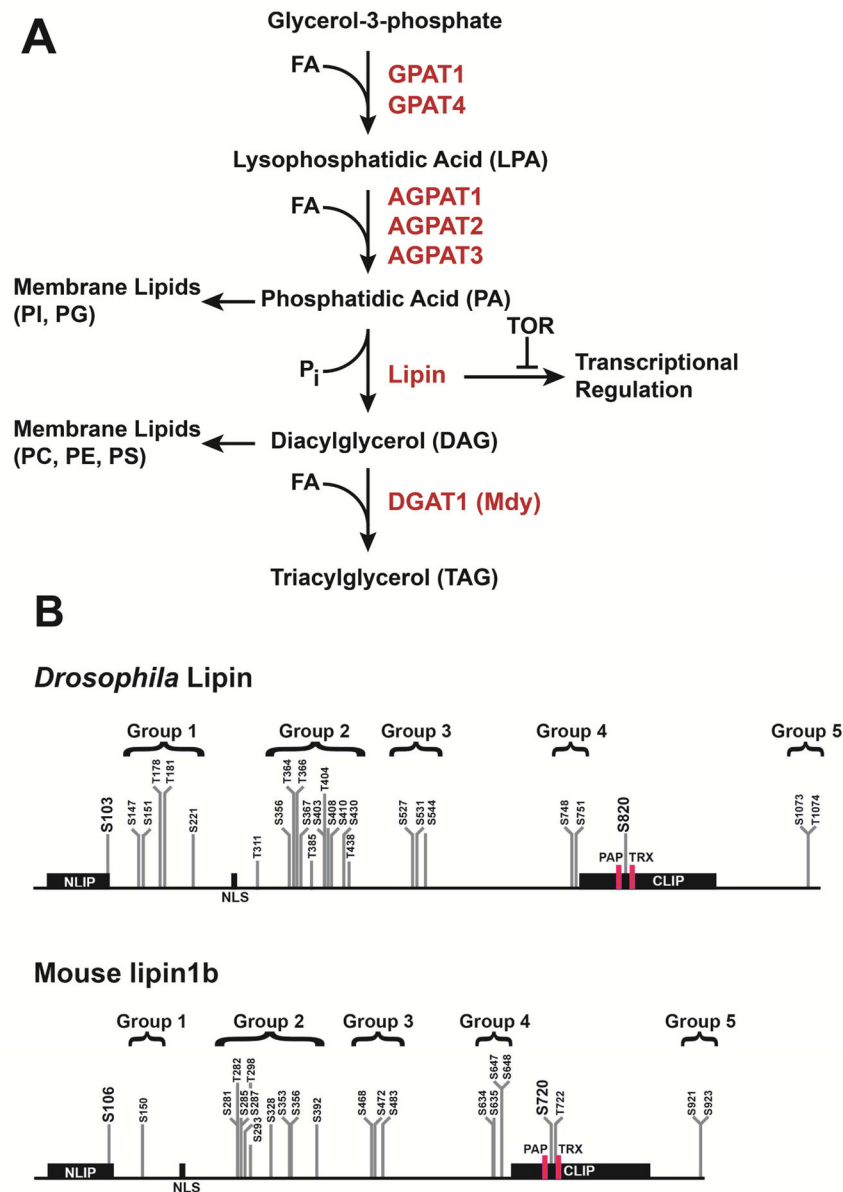 A
Glycerol-3-phosphate
FA
GPAT1
GPAT4
Lysophosphatidic Acid (LPA)
FA
AGPAT1
AGPAT2
AGPAT3
Membrane Lipids
(PI, PG)
Phosphatidic Acid (PA)
TOR
Pi
Lipin
Transcriptional
Regulation
Membrane Lipids
(PC, PE, PS)
Diacylglycerol (DAG)
FA
DGAT1 (Mdy)
Triacylglycerol (TAG)
B
Drosophila Lipin
Group 1
Group 2
Group 3
Group 4
Group 5
S103
S147
S151
T178
T181
S221
T311
S356
T364
T366
S367
T385
S403
T404
S408
S410
S430
T438
S527
S531
S544
S748
S751
S820
S1073
T1074
PAP
TRX
NLIP
NLS
CLIP
Mouse lipin1b
Group 1
Group 2
Group 3
Group 4
Group 5
S106
S150
S281
T282
S285
S287
S293
T298
S328
S353
S356
S392
S468
S472
S483
S634
S635
S647
S648
S720
T722
S921
S923
PAP
TRX
NLIP
NLS
CLIP